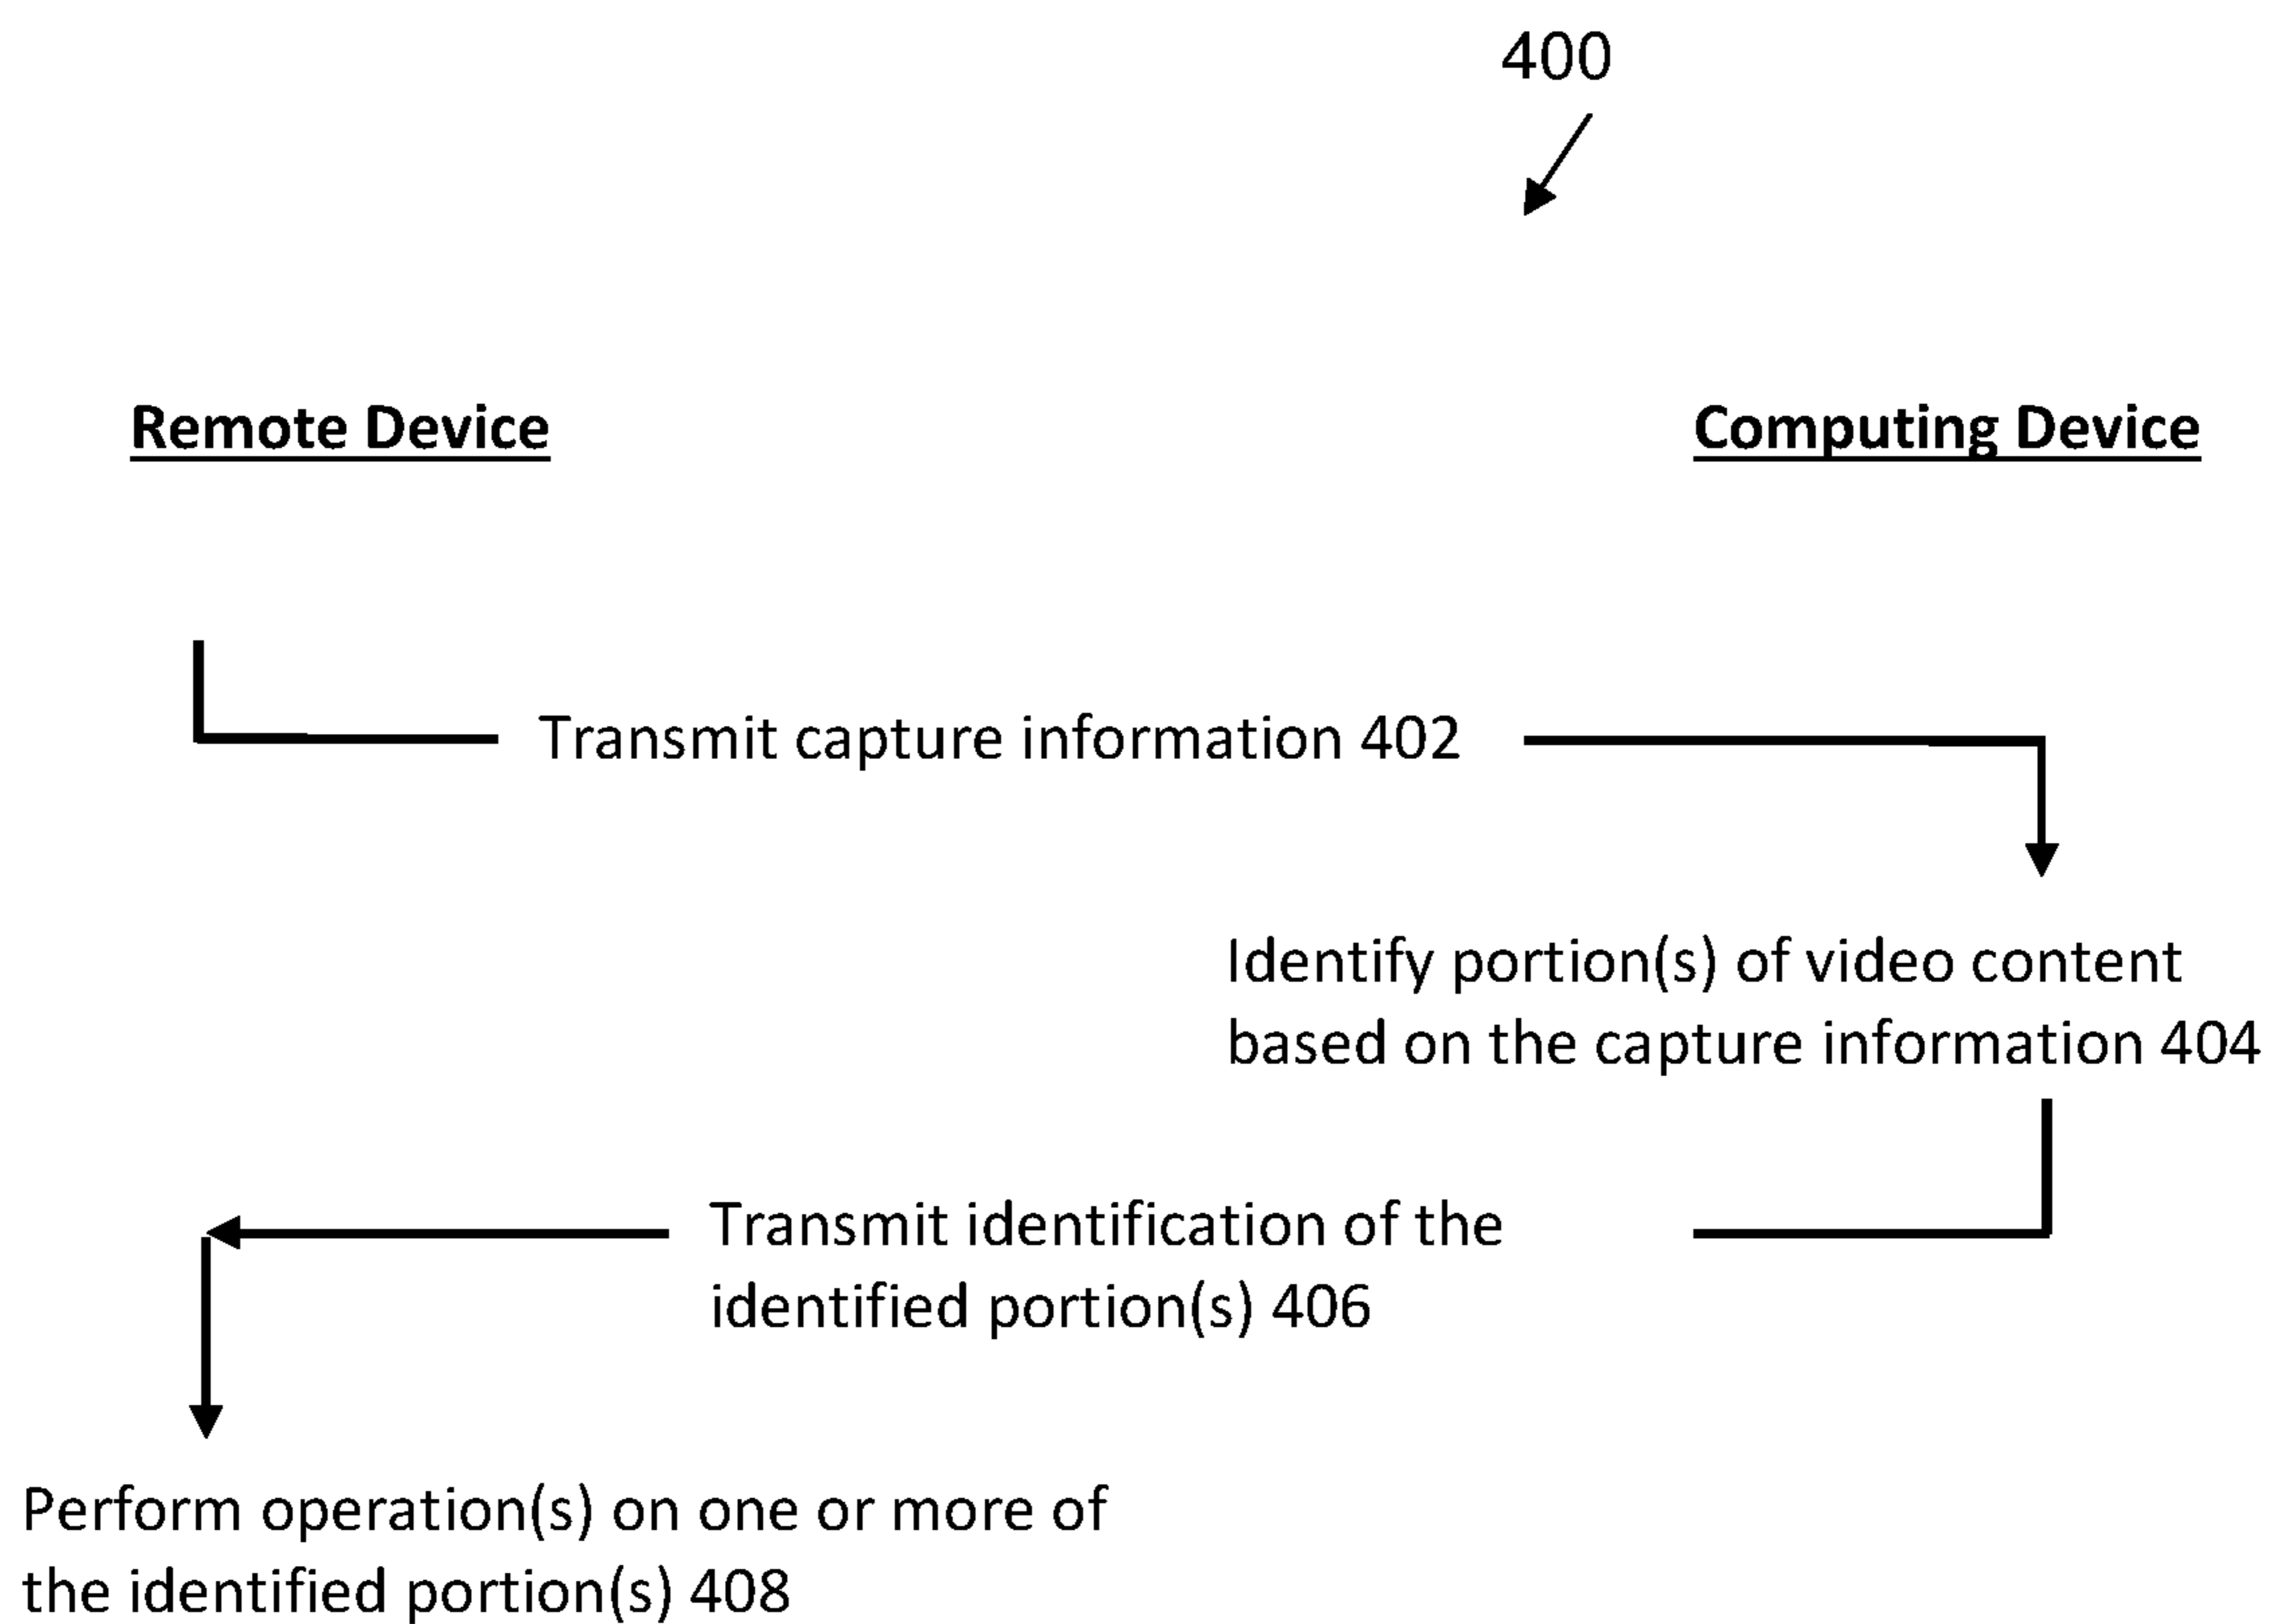 400
Remote Device
Computing Device
Transmit capture information 402
Identify portion(s) of video content
based on the capture information 404
Transmit identification of the
identified portion(s) 406
Perform operation(s) on one or more of
the identified portion(s) 408